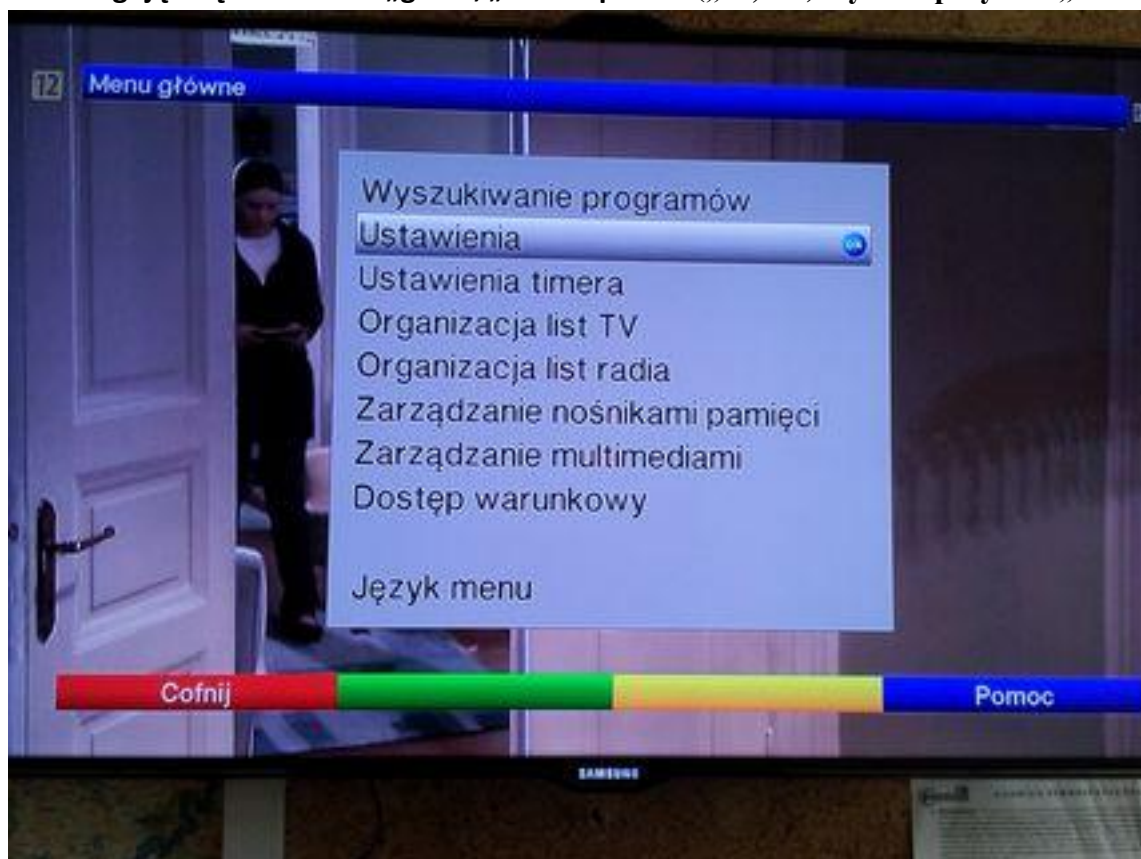 12
Menu główne
Wyszukiwanie programów
Ustawienia
OK
Ustawienia timera
Organizacja list TV
Organizacja list radia
Zarządzanie nośnikami pamięci
Zarządzanie multimediami
Dostęp warunkowy
Język menu
Cofnij
Pomoc
SAMSUNG